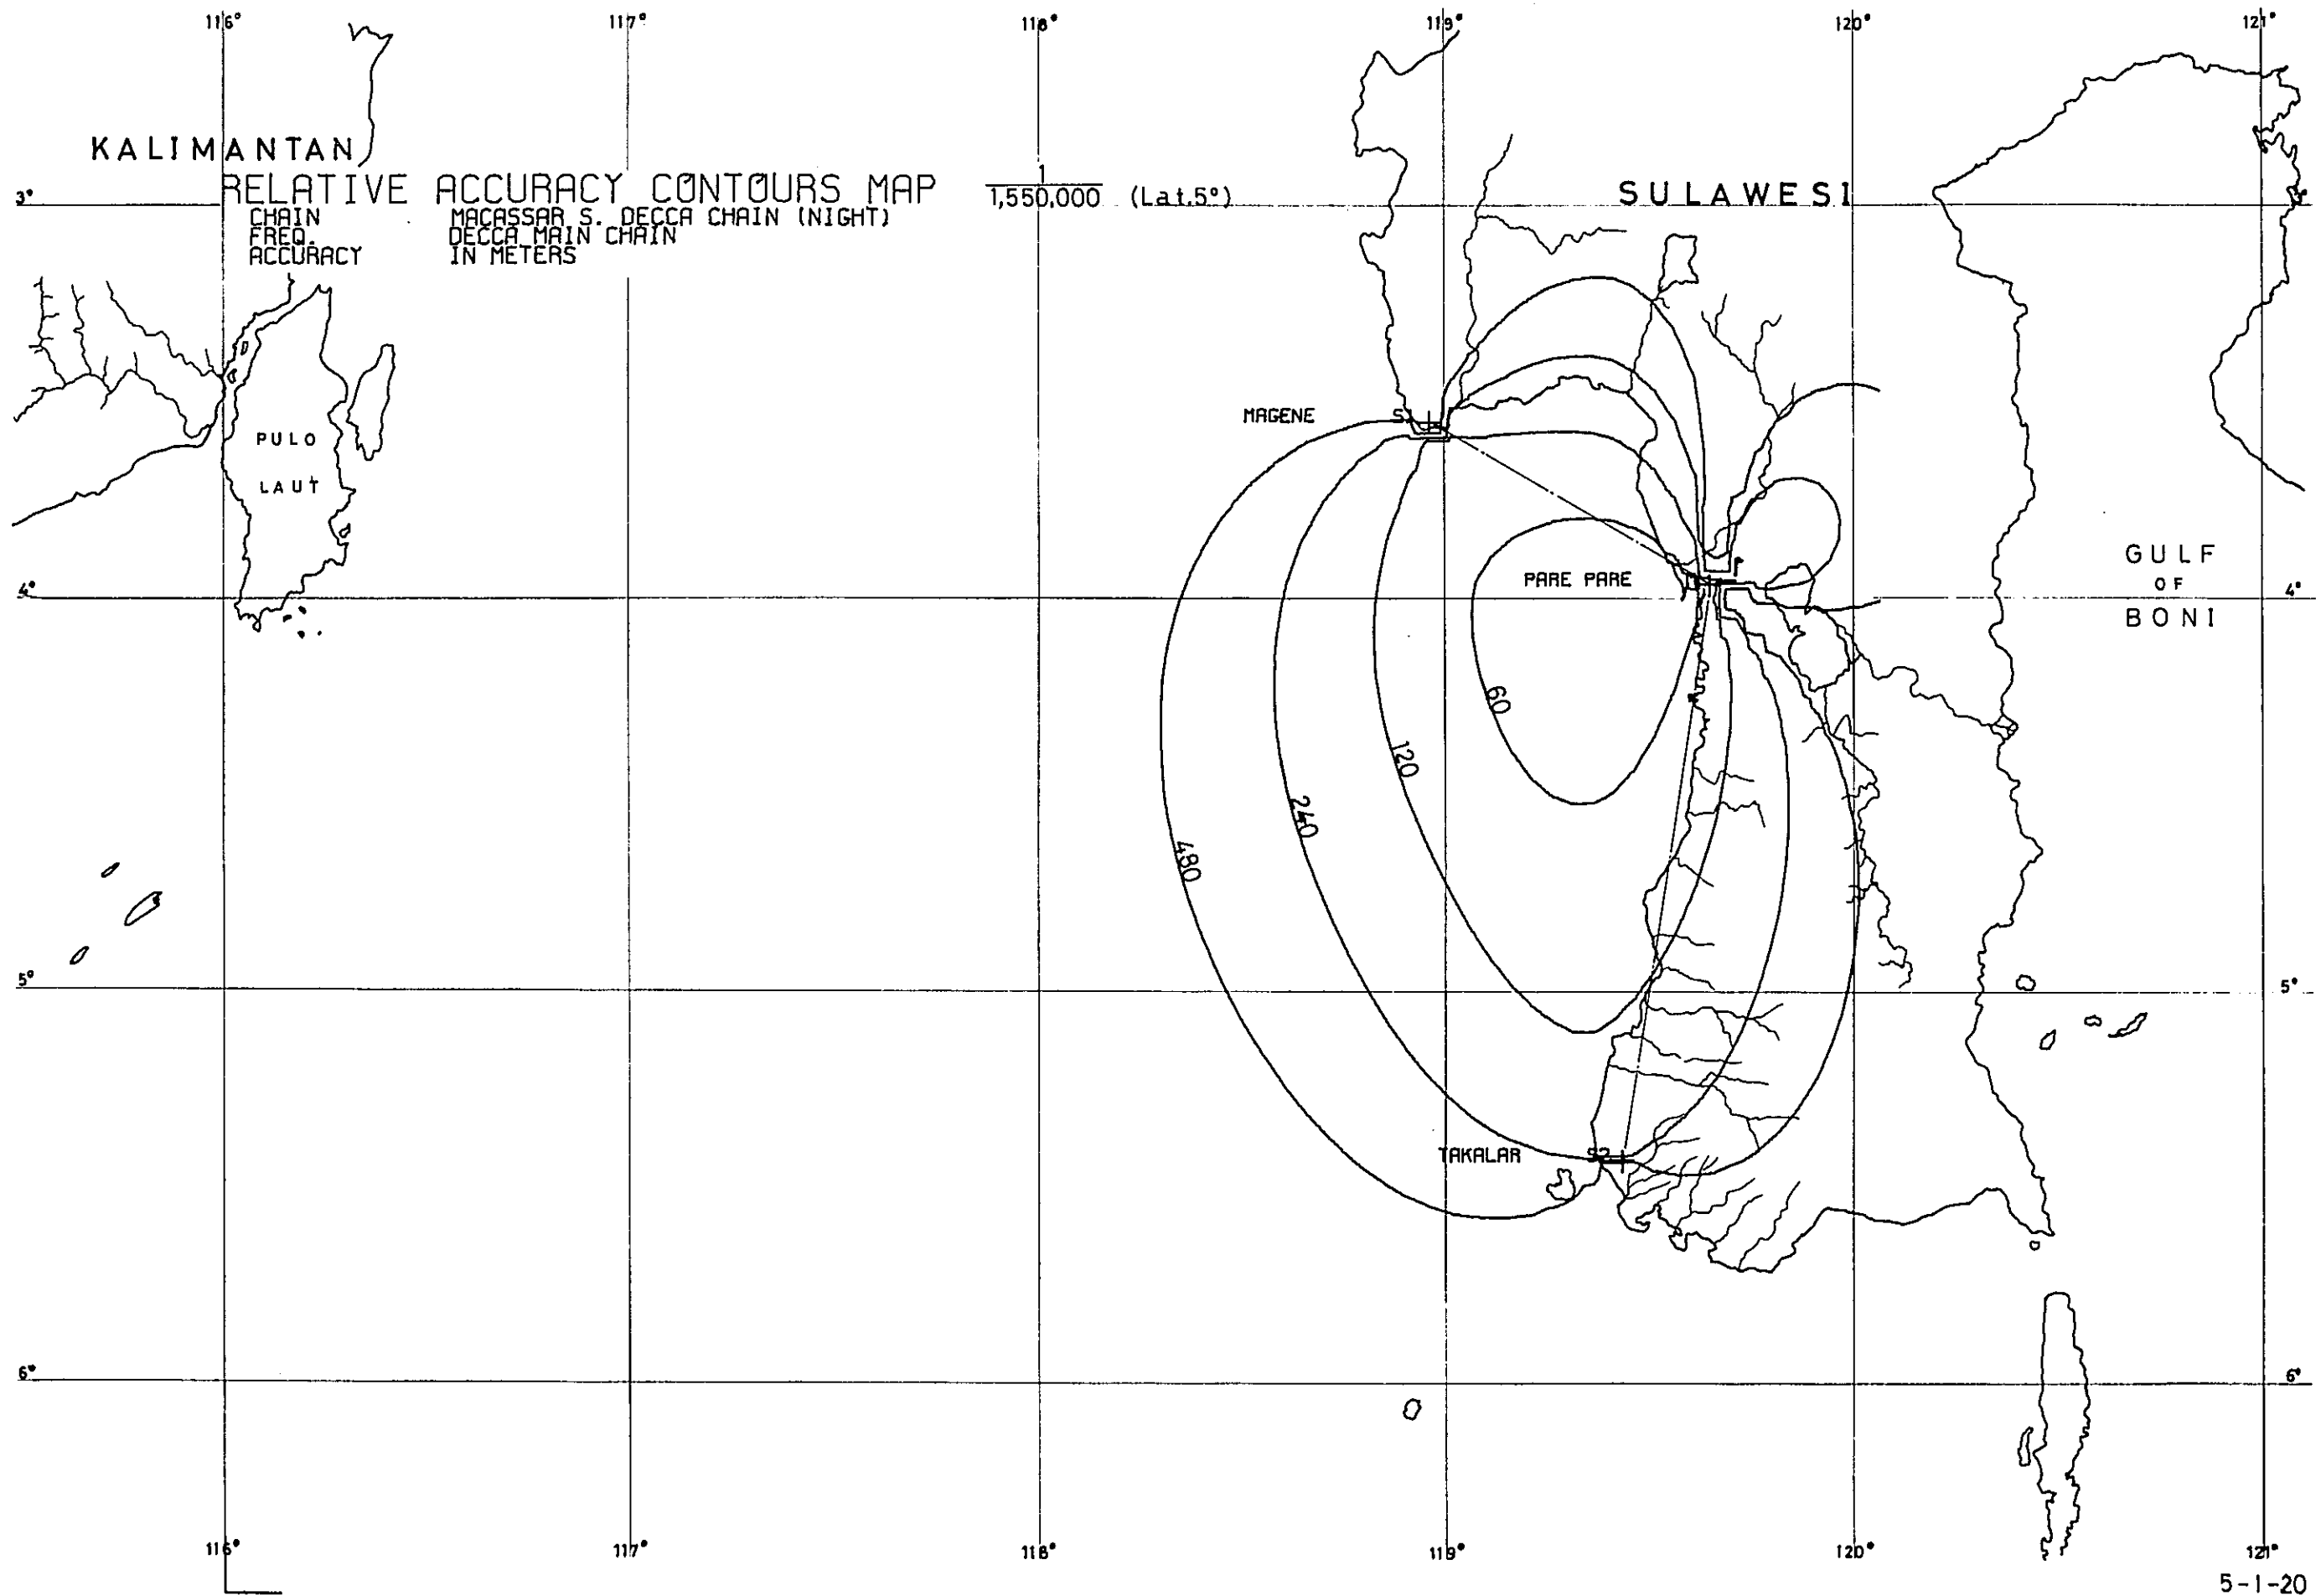 116° 117° 118° 119° 120° 121°
KALIMANTAN
RELATIVE ACCURACY CONTOURS MAP
1
1,550,000 (Lat.5°)
SULAWESI
3°
CHAIN MACASSAR S. DECCA CHAIN (NIGHT)
FREQ. DECCA MAIN CHAIN
ACCURACY IN METERS
MAGENE S1
PULO
LAUT
PARE PARE
GULF
OF
BONI
4° 4°
60
120
240
480
5° 5°
TAKALAR S2
6° 6°
116° 117° 118° 119° 120° 121°
5-1-20